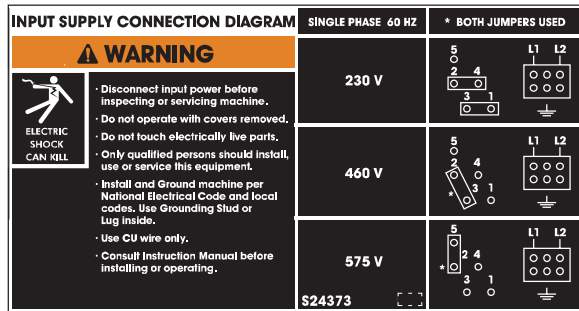 INPUT SUPPLY CONNECTION DIAGRAM
WARNING
ELECTRIC
SHOCK
CAN KILL
· Disconnect input power before
inspecting or servicing machine.
· Do not operate with covers removed.
· Do not touch electrically live parts.
· Only qualified persons should install,
use or service this equipment.
· Install and Ground machine per
National Electrical Code and local
codes. Use Grounding Stud or
Lug inside.
· Use CU wire only.
· Consult Instruction Manual before
installing or operating.
SINGLE PHASE 60 HZ
* BOTH JUMPERS USED
230 V
5
2 4
3 1
L1 L2
460 V
5
2 4
3 1
*
L1 L2
575 V
5
2 4
*
3 1
L1 L2
S24373